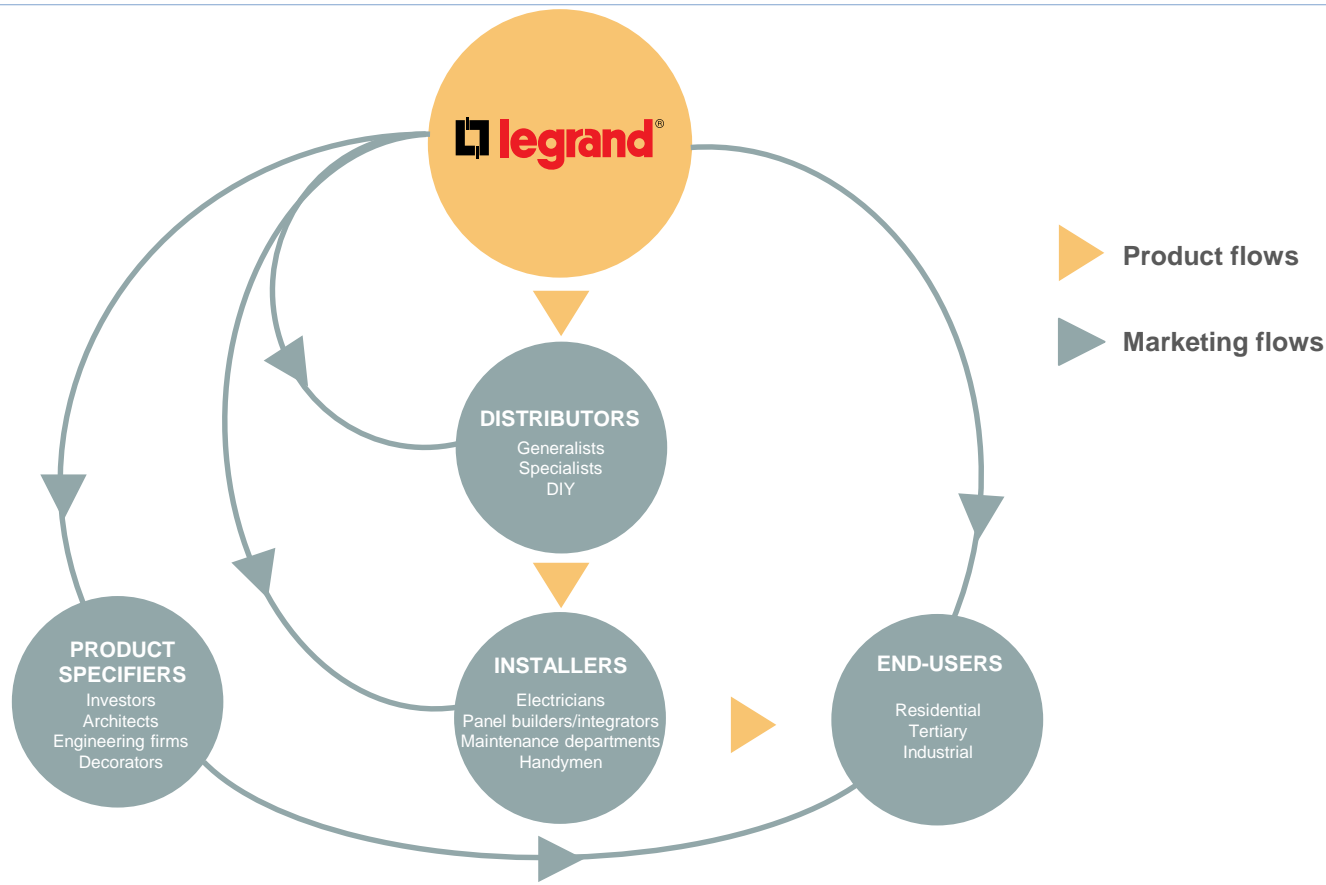 legrand®
Product flows
Marketing flows
DISTRIBUTORS
Generalists
Specialists
DIY
PRODUCT
SPECIFIERS
Investors
Architects
Engineering firms
Decorators
INSTALLERS
Electricians
Panel builders/integrators
Maintenance departments
Handymen
END-USERS
Residential
Tertiary
Industrial